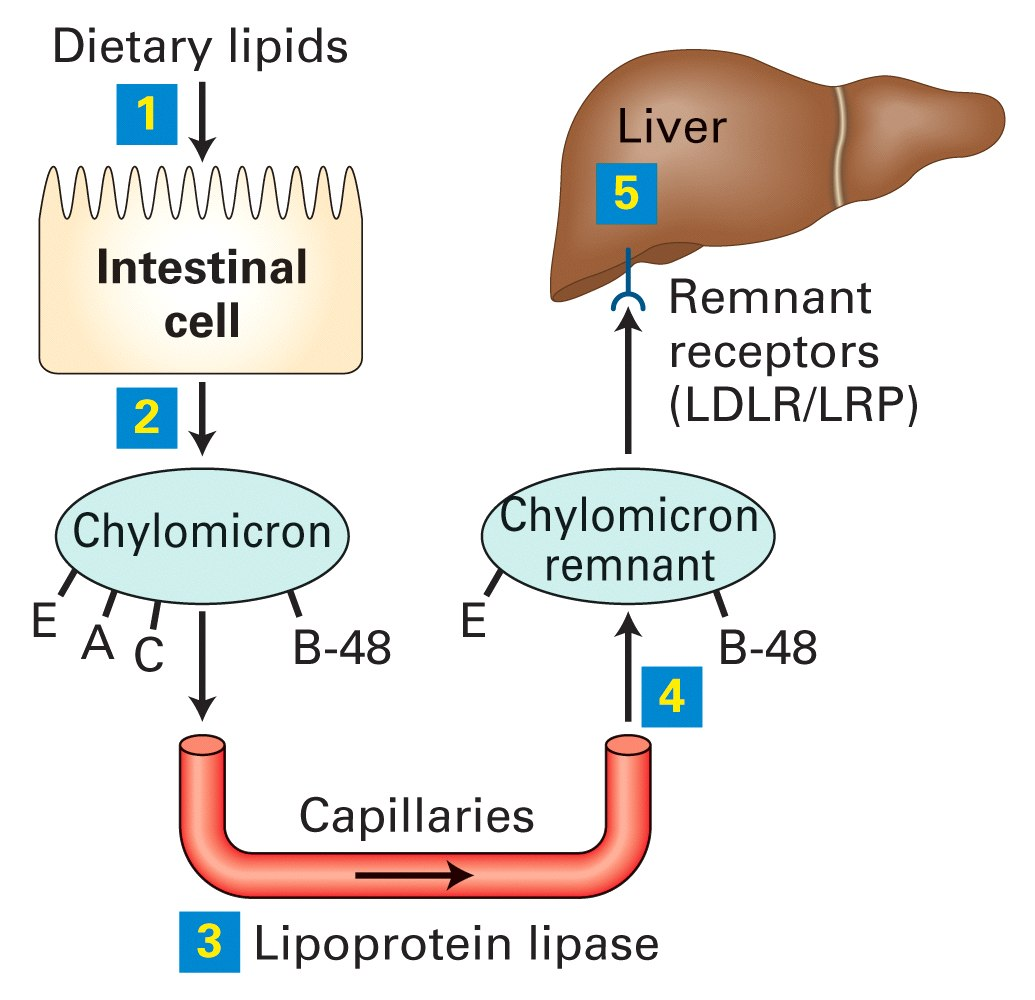 Dietary lipids
1
Intestinal
cell
2
Chylomicron
E
A
C
B-48
Capillaries
3 Lipoprotein lipase
4
Chylomicron
remnant
E
B-48
Remnant
receptors
(LDLR/LRP)
Liver
5